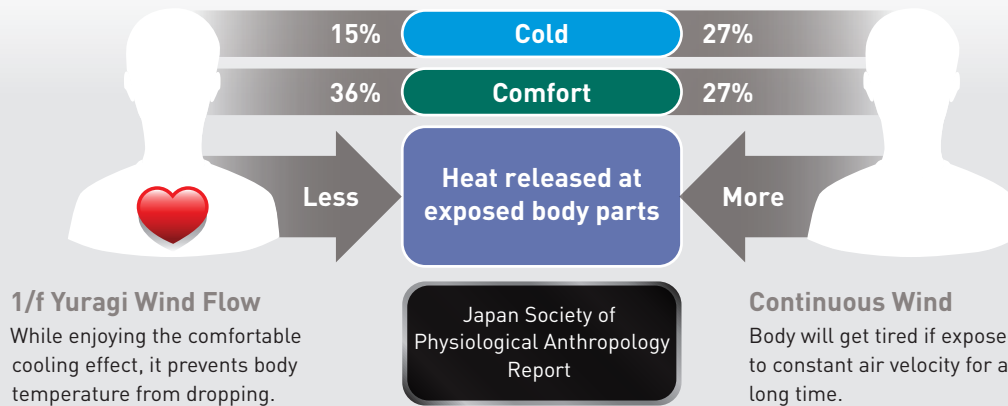 15% Cold 27%
36% Comfort 27%
Less
Heat released at
exposed body parts
More
1/f Yuragi Wind Flow
While enjoying the comfortable
cooling effect, it prevents body
temperature from dropping.
Japan Society of
Physiological Anthropology
Report
Continuous Wind
Body will get tired if expose
to constant air velocity for a
long time.